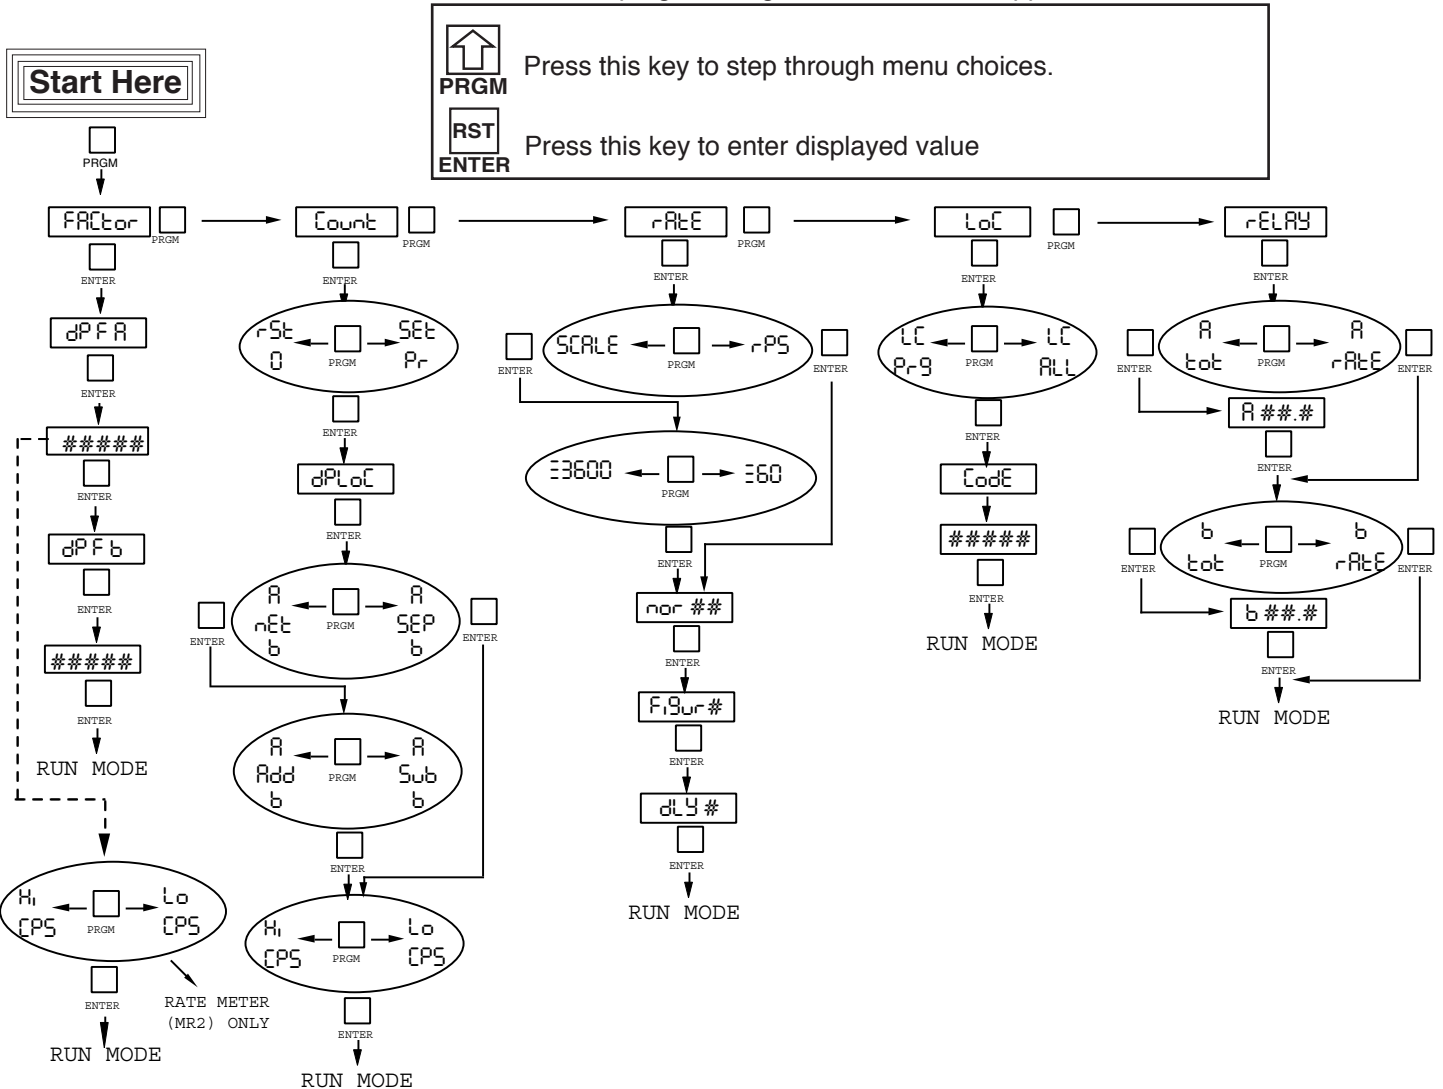 Press this key to step through menu choices.
PRGM
RST
Press this key to enter displayed value
ENTER
Start Here
PRGM
FACtor
PRGM
ENTER
dPFA
ENTER
#####
ENTER
dPFb
ENTER
#####
ENTER
RUN MODE
Hi
CPS
PRGM
Lo
CPS
ENTER
RATE METER
(MR2) ONLY
RUN MODE
Count
PRGM
ENTER
rSt
0
PRGM
SEt
Pr
ENTER
dPLoC
ENTER
A
nEt
b
PRGM
A
SEP
b
ENTER
ENTER
A
Add
b
PRGM
A
Sub
b
ENTER
Hi
CPS
PRGM
Lo
CPS
ENTER
RUN MODE
rAtE
PRGM
ENTER
SCALE
PRGM
rPS
ENTER
ENTER
3600
PRGM
60
ENTER
nor ##
ENTER
Figur#
ENTER
dLY #
ENTER
RUN MODE
LoC
PRGM
ENTER
LC
Prg
PRGM
LC
ALL
ENTER
CodE
#####
ENTER
RUN MODE
rELAY
ENTER
A
tot
PRGM
A
rAtE
ENTER
ENTER
A ##.#
ENTER
b
tot
PRGM
b
rAtE
ENTER
ENTER
b ##.#
ENTER
RUN MODE